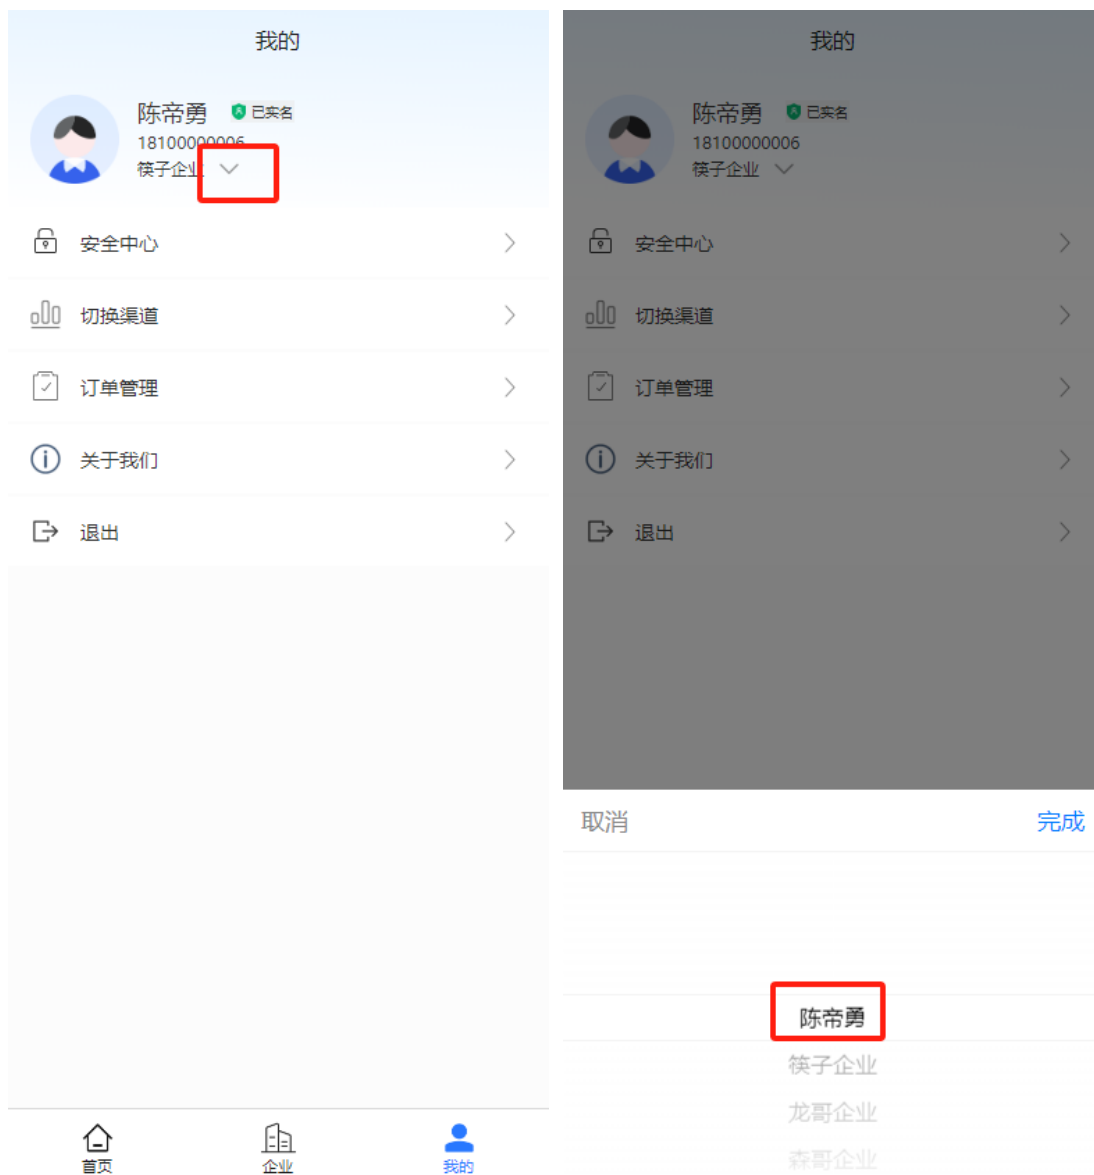 我的
陈帝勇 已实名
18100000006
筷子企业
安全中心
切换渠道
订单管理
关于我们
退出
首页 企业 我的
我的
陈帝勇 已实名
18100000006
筷子企业
安全中心
切换渠道
订单管理
关于我们
退出
取消 完成
陈帝勇
筷子企业
龙哥企业
森哥企业